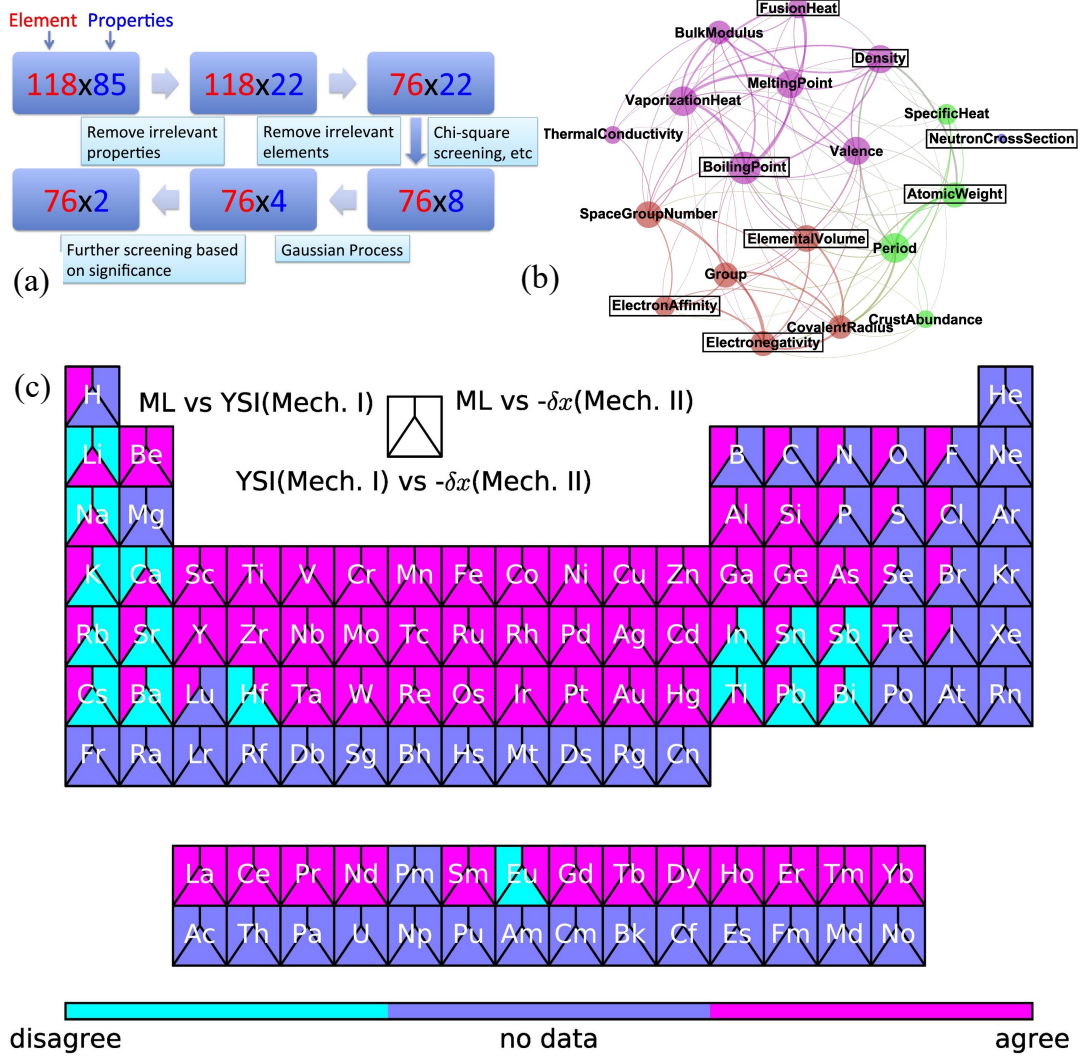 Element Properties
118x85
118x22
76x22
Remove irrelevant
properties
Remove irrelevant
elements
Chi-square
screening, etc
76x2
76x4
76x8
Further screening based
on significance
Gaussian Process
(a)
FusionHeat
BulkModulus
Density
MeltingPoint
VaporizationHeat
SpecificHeat
ThermalConductivity
NeutronCrossSection
Valence
BoilingPoint
AtomicWeight
SpaceGroupNumber
ElementalVolume
Period
Group
ElectronAffinity
CrustAbundance
CovalentRadius
Electronegativity
(b)
(c)
ML vs YSI(Mech. I)
ML vs -δx(Mech. II)
YSI(Mech. I) vs -δx(Mech. II)
H He
Li Be B C N O F Ne
Na Mg Al Si P S Cl Ar
K Ca Sc Ti V Cr Mn Fe Co Ni Cu Zn Ga Ge As Se Br Kr
Rb Sr Y Zr Nb Mo Tc Ru Rh Pd Ag Cd In Sn Sb Te I Xe
Cs Ba Lu Hf Ta W Re Os Ir Pt Au Hg Tl Pb Bi Po At Rn
Fr Ra Lr Rf Db Sg Bh Hs Mt Ds Rg Cn
La Ce Pr Nd Pm Sm Eu Gd Tb Dy Ho Er Tm Yb
Ac Th Pa U Np Pu Am Cm Bk Cf Es Fm Md No
disagree no data agree